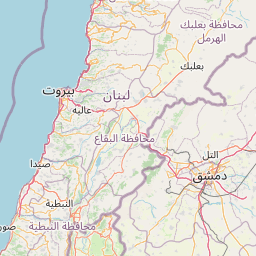 محافظة بعلبك
الهرمل
بعلبك
بيروت
لبنان
عاليه
محافظة البقاع
صيدا
التل
دمشق
النبطية
صور
محافظة النبطية